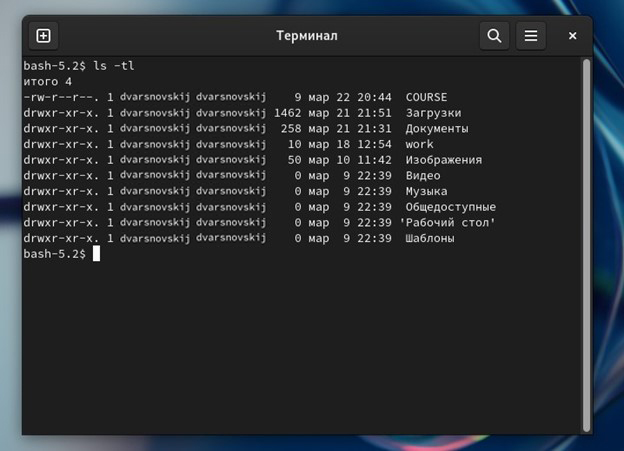 Терминал
bash-5.2$ ls -tl
итого 4
-rw-r--r--. 1 dvarsnovskij dvarsnovskij 9 мар 22 20:44 COURSE
drwxr-xr-x. 1 dvarsnovskij dvarsnovskij 1462 мар 21 21:51 Загрузки
drwxr-xr-x. 1 dvarsnovskij dvarsnovskij 258 мар 21 21:31 Документы
drwxr-xr-x. 1 dvarsnovskij dvarsnovskij 10 мар 18 12:54 work
drwxr-xr-x. 1 dvarsnovskij dvarsnovskij 50 мар 10 11:42 Изображения
drwxr-xr-x. 1 dvarsnovskij dvarsnovskij 0 мар 9 22:39 Видео
drwxr-xr-x. 1 dvarsnovskij dvarsnovskij 0 мар 9 22:39 Музыка
drwxr-xr-x. 1 dvarsnovskij dvarsnovskij 0 мар 9 22:39 Общедоступные
drwxr-xr-x. 1 dvarsnovskij dvarsnovskij 0 мар 9 22:39 'Рабочий стол'
drwxr-xr-x. 1 dvarsnovskij dvarsnovskij 0 мар 9 22:39 Шаблоны
bash-5.2$